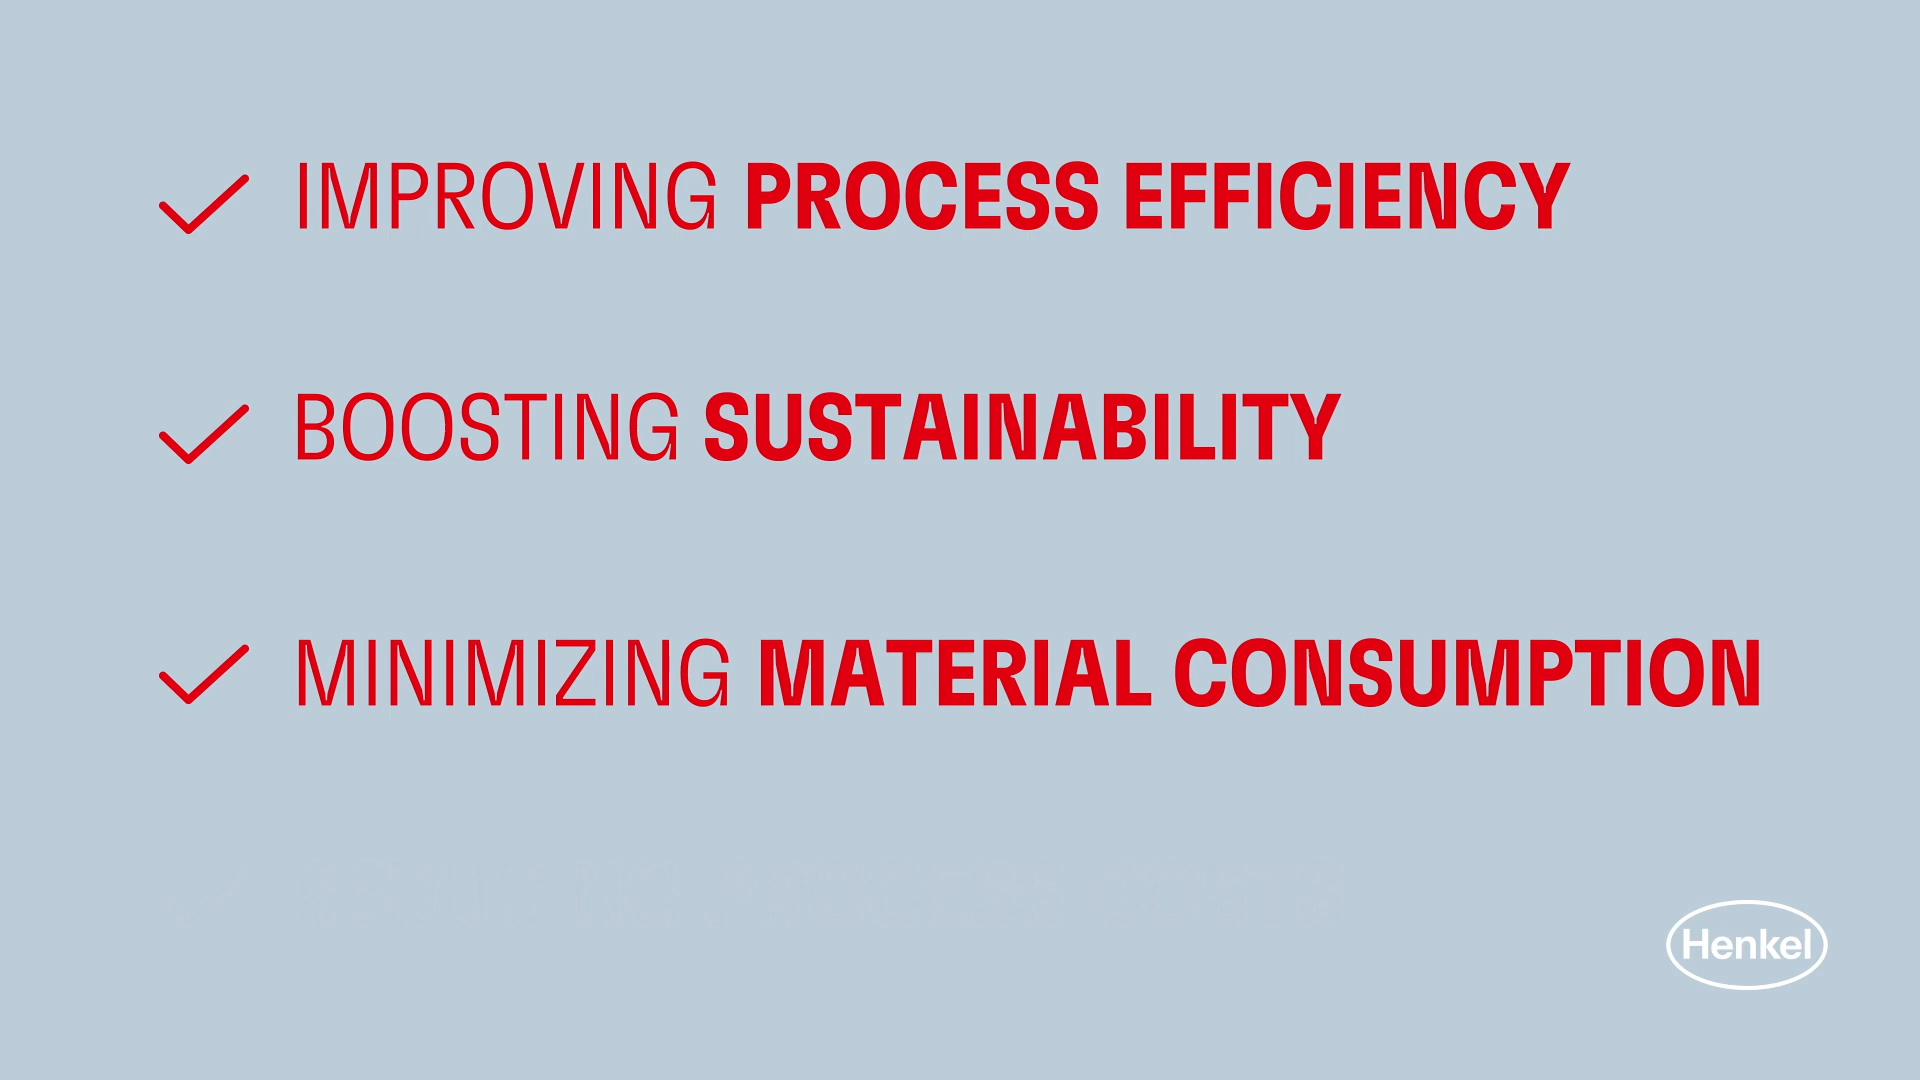 IMPROVING PROCESS EFFICIENCY
BOOSTING SUSTAINABILITY
MINIMIZING MATERIAL CONSUMPTION
Henkel